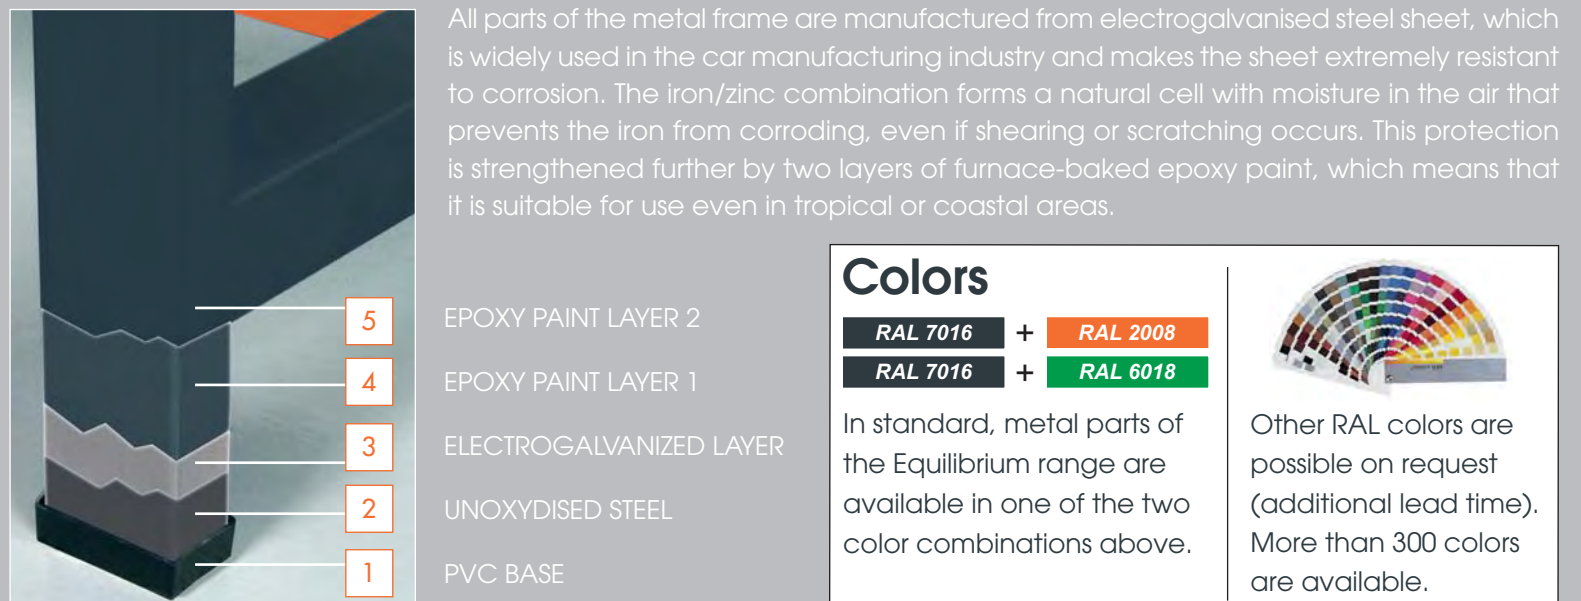 All parts of the metal frame are manufactured from electrogalvanised steel sheet, which
is widely used in the car manufacturing industry and makes the sheet extremely resistant
to corrosion. The iron/zinc combination forms a natural cell with moisture in the air that
prevents the iron from corroding, even if shearing or scratching occurs. This protection
is strengthened further by two layers of furnace-baked epoxy paint, which means that
it is suitable for use even in tropical or coastal areas.
5 EPOXY PAINT LAYER 2
4 EPOXY PAINT LAYER 1
3 ELECTROGALVANIZED LAYER
2 UNOXYDISED STEEL
1 PVC BASE
Colors
RAL 7016 + RAL 2008
RAL 7016 + RAL 6018
In standard, metal parts of
the Equilibrium range are
available in one of the two
color combinations above.
Other RAL colors are
possible on request
(additional lead time).
More than 300 colors
are available.